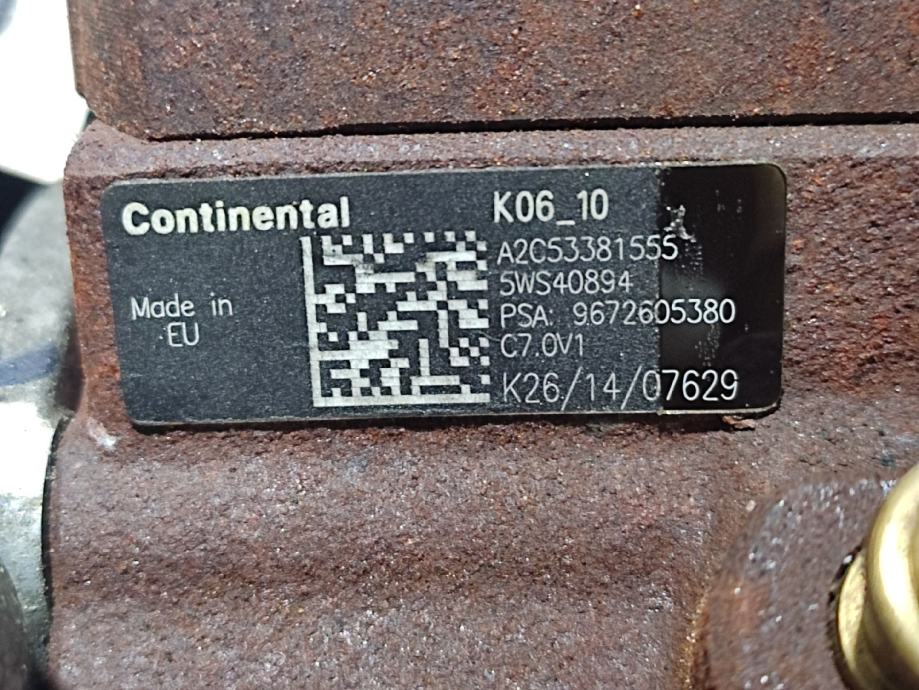 Continental
K06_10
A2C53381555
5WS40894
Made in
EU
PSA: 9672605380
C7.0V1
K26/14/07629